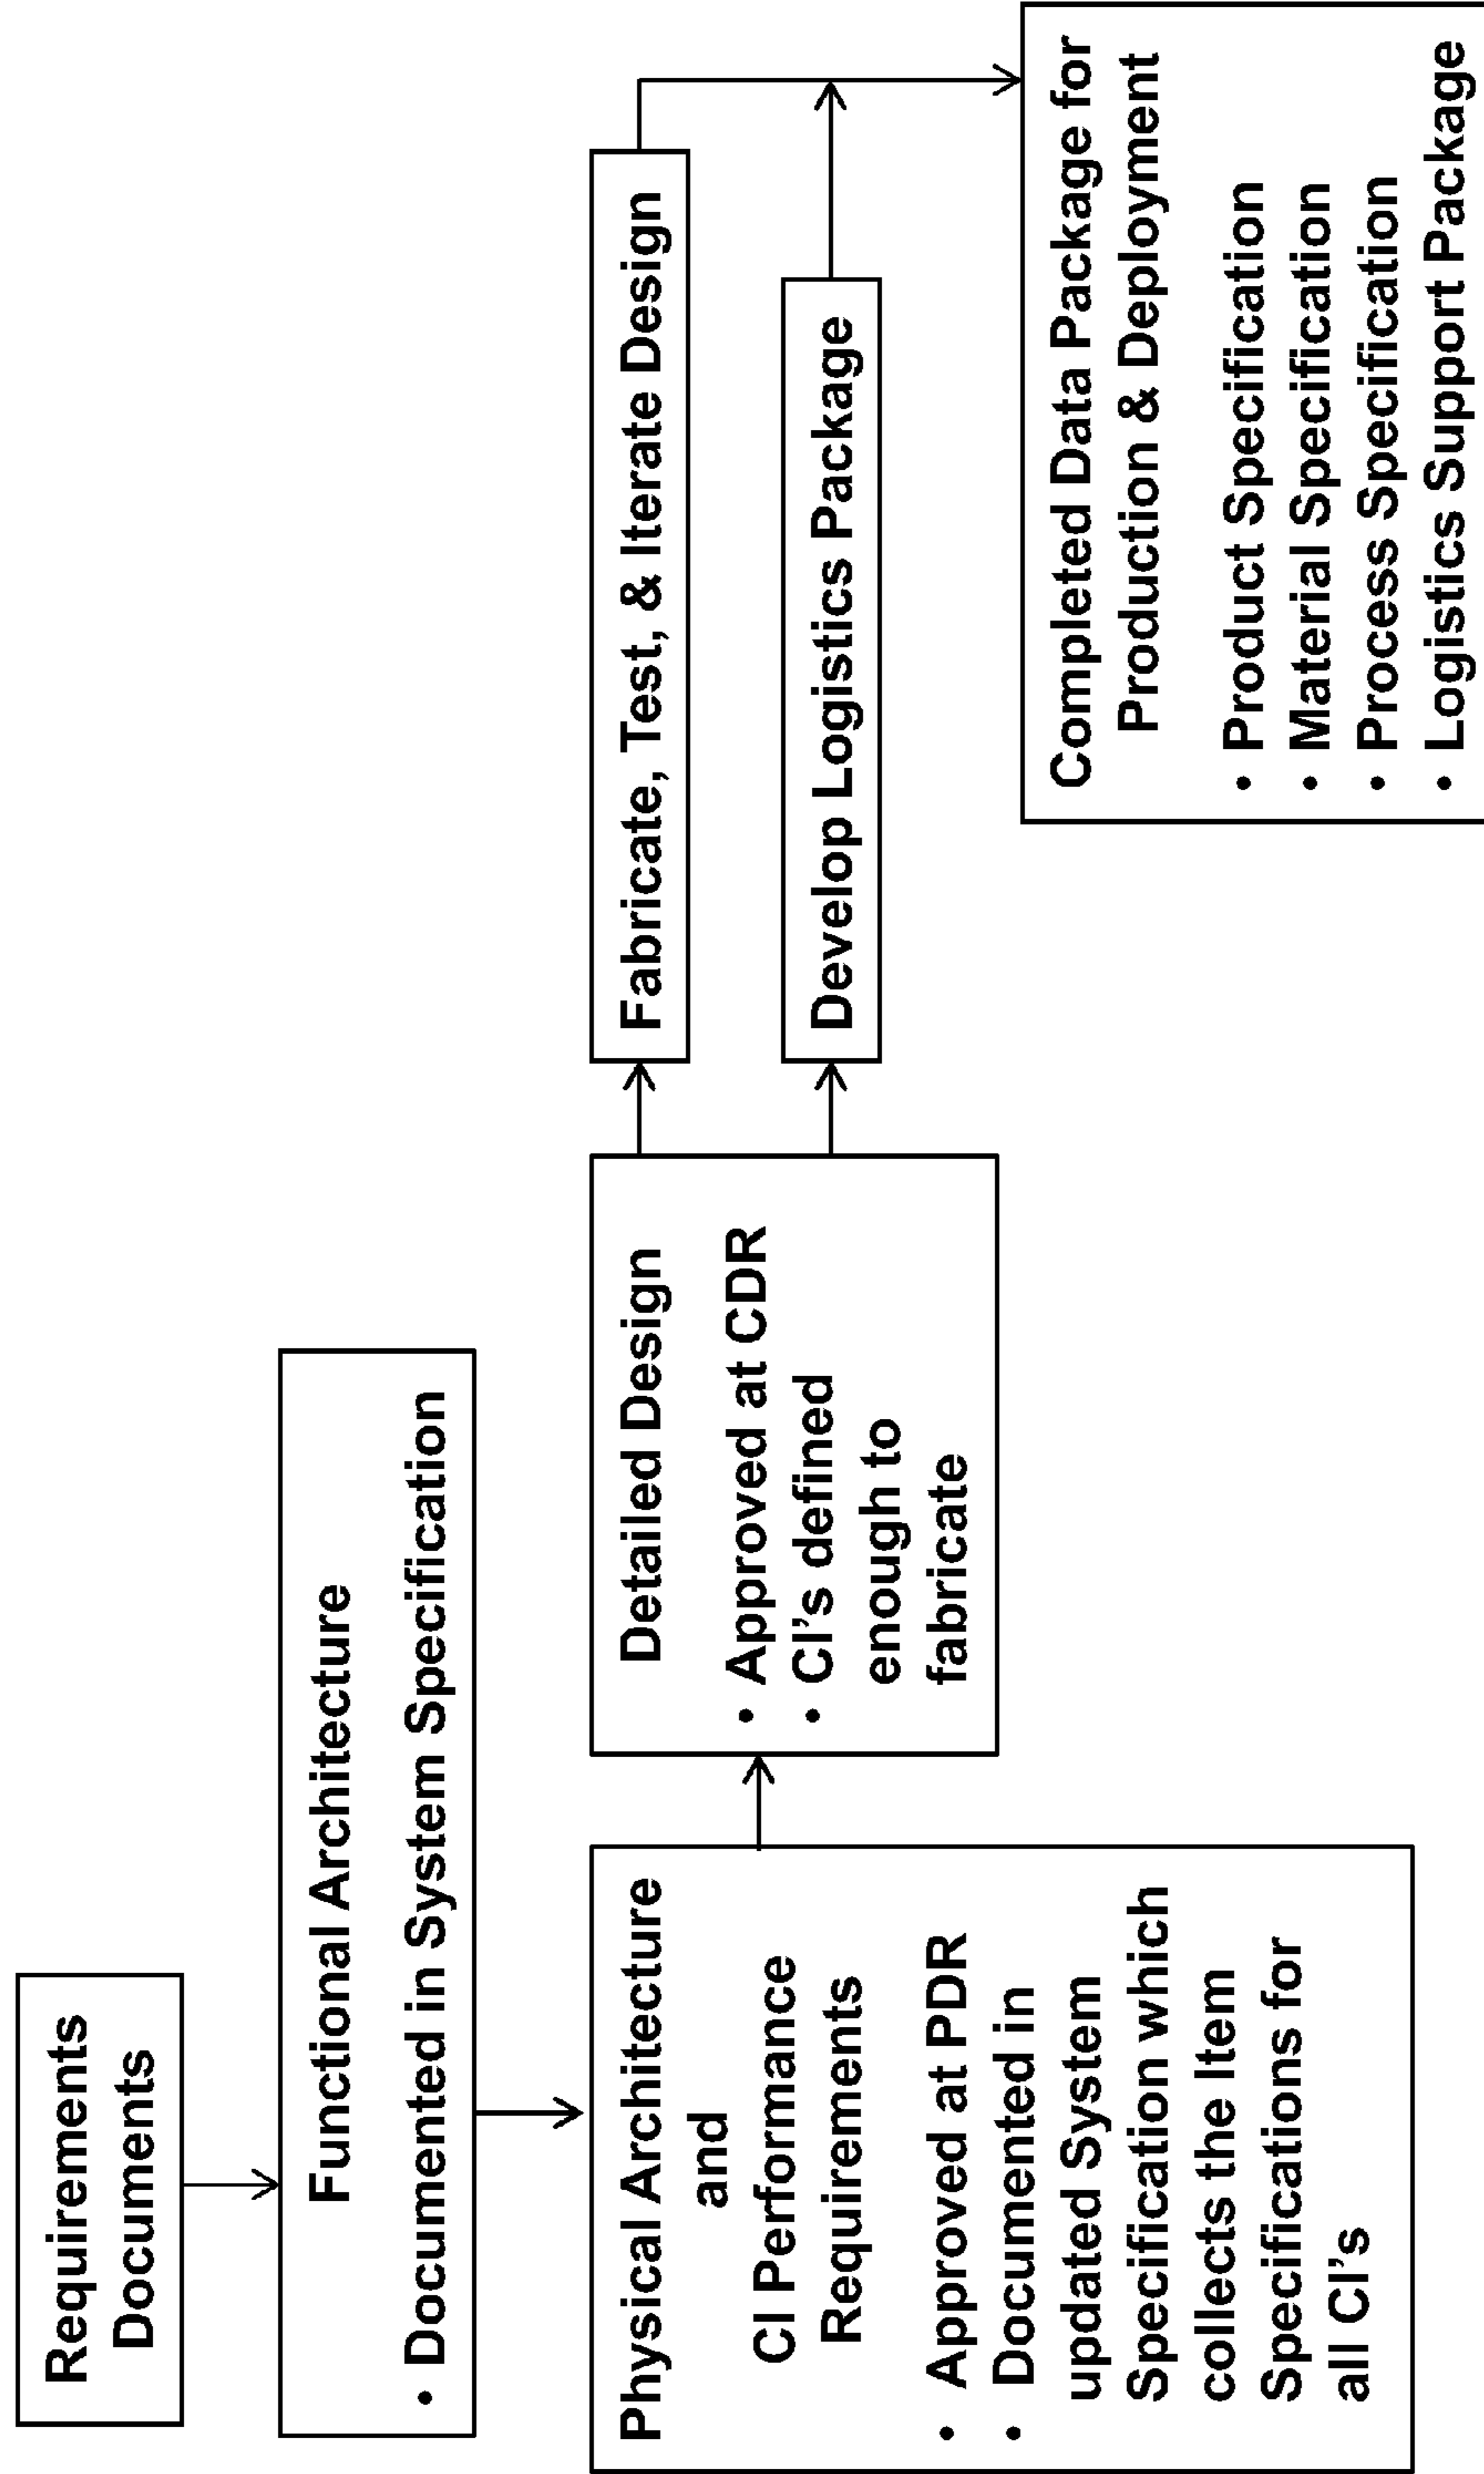 Requirements
Documents
Functional Architecture
• Documented in System Specification
Physical Architecture
and
CI Performance
Requirements
• Approved at PDR
• Documented in
updated System
Specification which
collects the Item
Specifications for
all CI's
Detailed Design
• Approved at CDR
• CI's defined
enough to
fabricate
Fabricate, Test, & Iterate Design
Develop Logistics Package
Completed Data Package for
Production & Deployment
• Product Specification
• Material Specification
• Process Specification
• Logistics Support Package